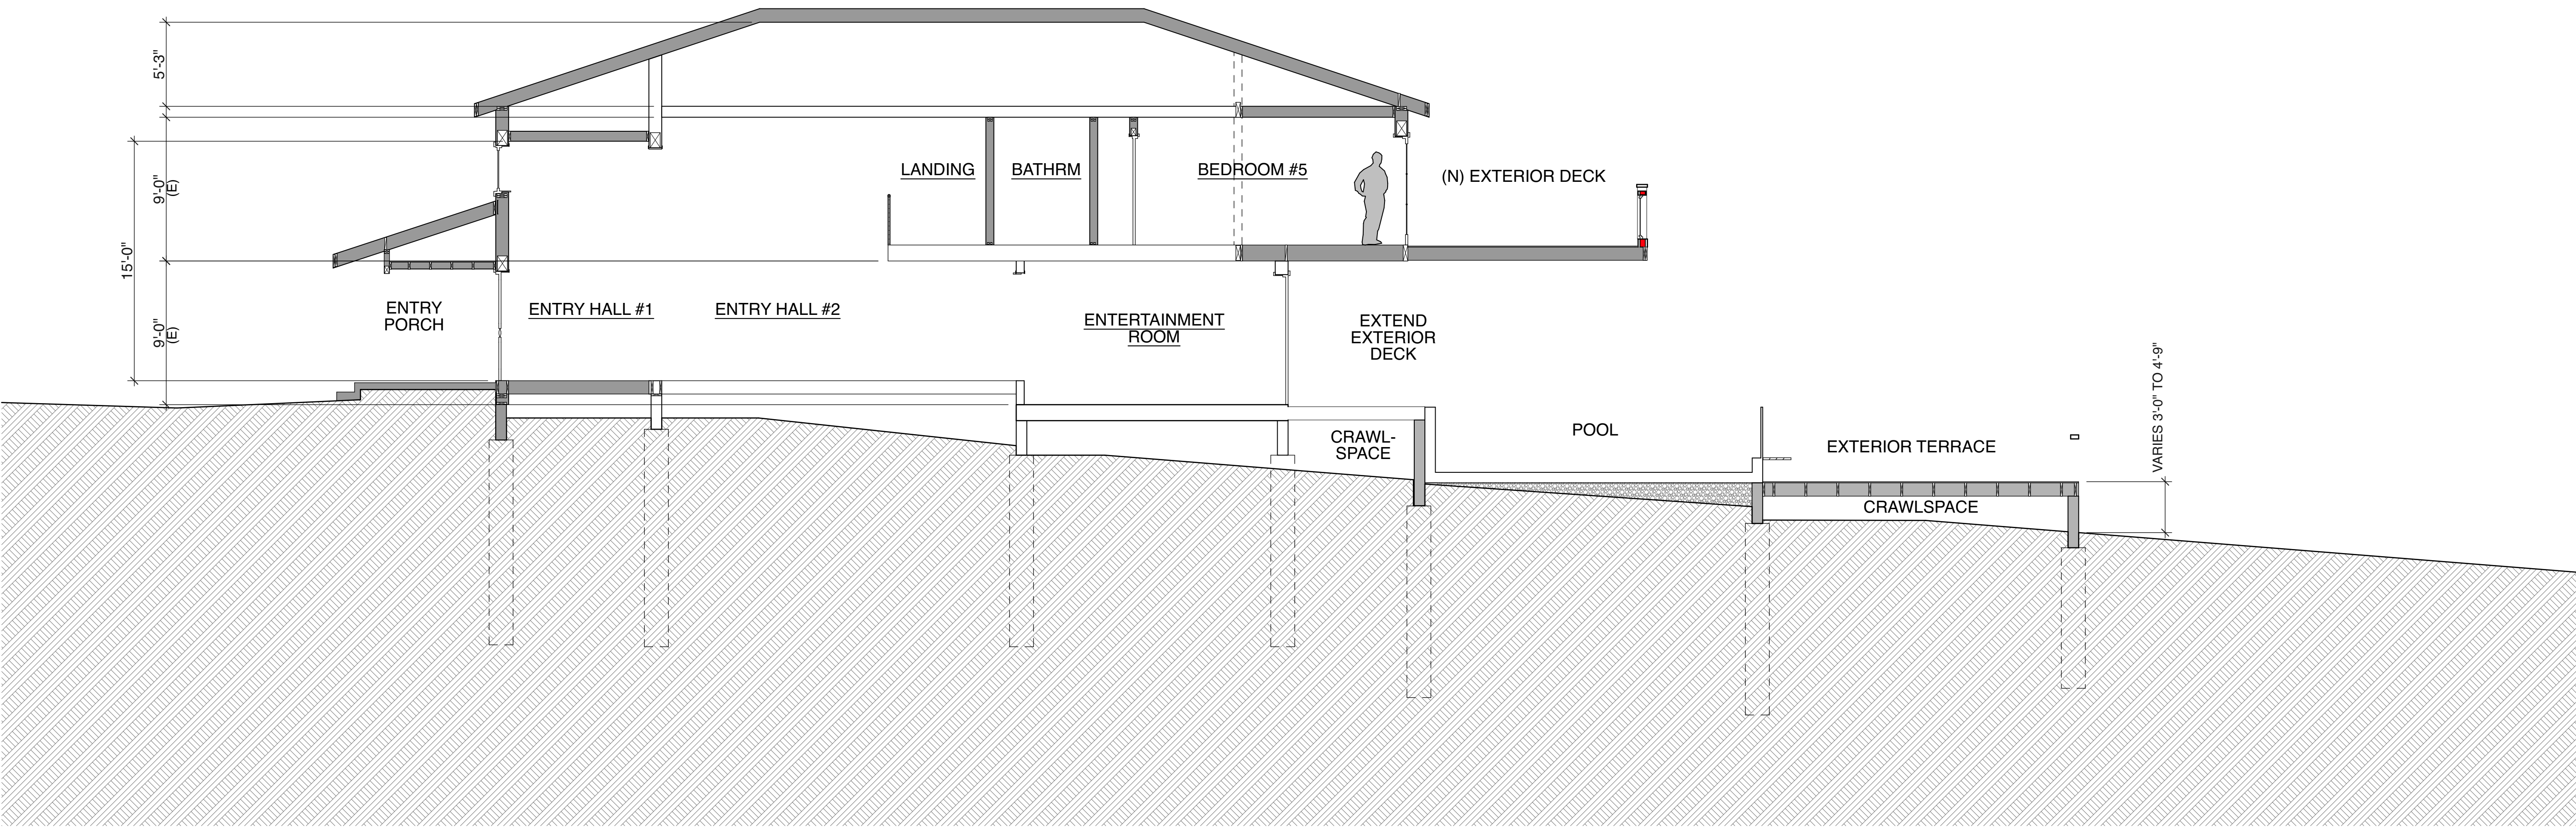 5'-3"
9'-0"
(E)
15'-0"
9'-0"
(E)
LANDING
BATHRM
BEDROOM #5
(N) EXTERIOR DECK
ENTRY
PORCH
ENTRY HALL #1
ENTRY HALL #2
ENTERTAINMENT
ROOM
EXTEND
EXTERIOR
DECK
CRAWL-
SPACE
POOL
EXTERIOR TERRACE
CRAWLSPACE
VARIES 3'-0" TO 4'-9"